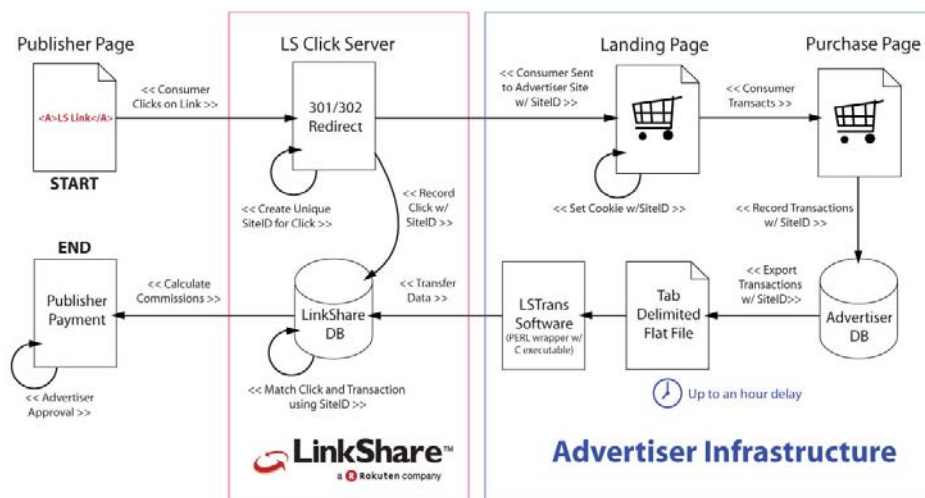 Publisher Page
LS Click Server
Landing Page
Purchase Page
<A>LS Link</A>
START
<< Consumer
Clicks on Link >>
301/302
Redirect
<< Create Unique
SiteID for Click >>
<< Record
Click w/
SiteID >>
<< Consumer Sent
to Advertiser Site
w/ SiteID >>
<< Set Cookie w/SiteID >>
<< Consumer
Transacts >>
<< Record Transactions
w/ SiteID >>
END
Publisher
Payment
<< Advertiser
Approval >>
<< Calculate
Commissions >>
LinkShare
DB
<< Match Click and Transaction
using SiteID >>
<< Transfer
Data >>
LSTrans
Software
(PERL wrapper w/
C executable)
Tab
Delimited
Flat File
<< Export
Transactions
w/ SiteID>>
Advertiser
DB
Up to an hour delay
LinkShare™
a R Rokuten company
Advertiser Infrastructure